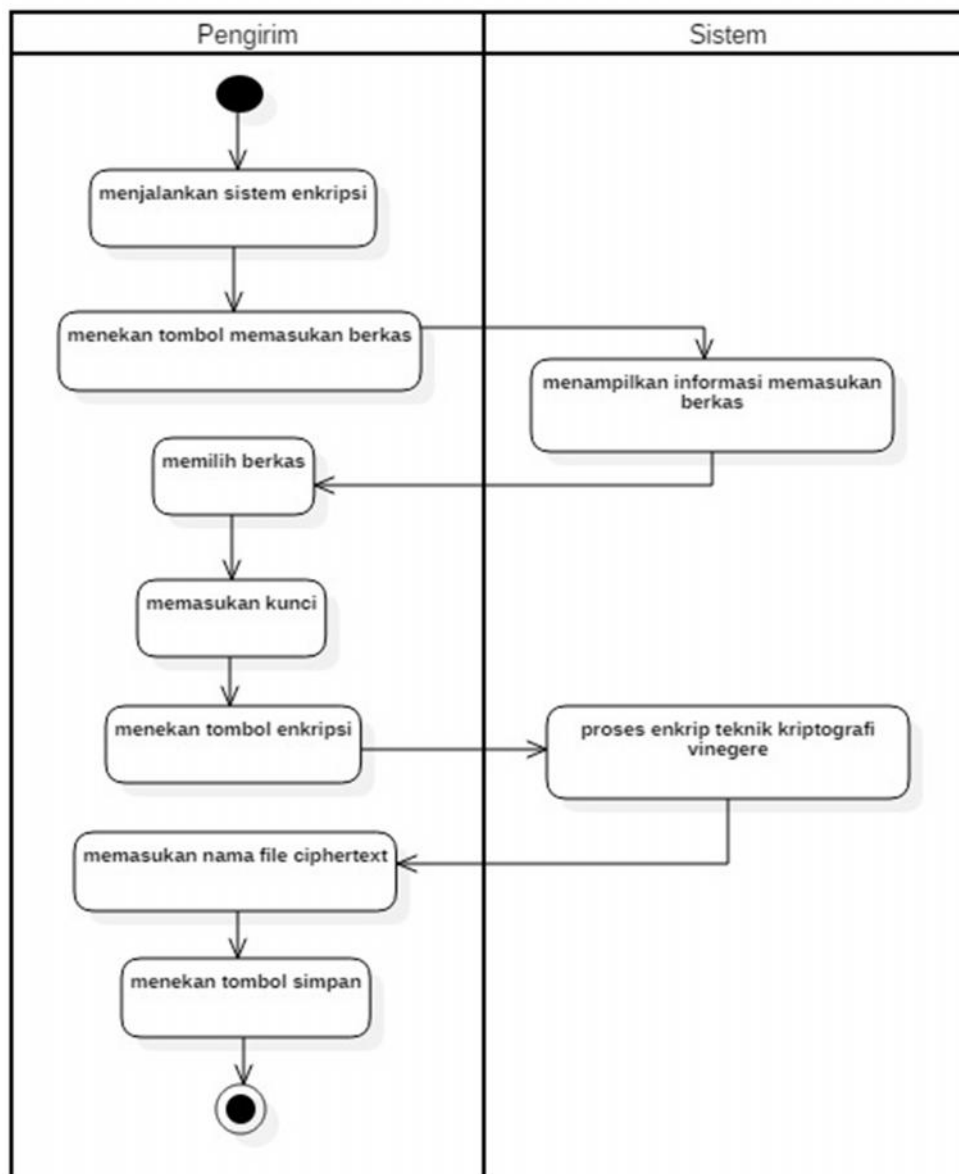 Pengirim
Sistem
menjalankan sistem enkripsi
menekan tombol memasukan berkas
menampilkan informasi memasukan
berkas
memilih berkas
memasukan kunci
menekan tombol enkripsi
proses enkrip teknik kriptografi
vinegere
memasukan nama file ciphertext
menekan tombol simpan